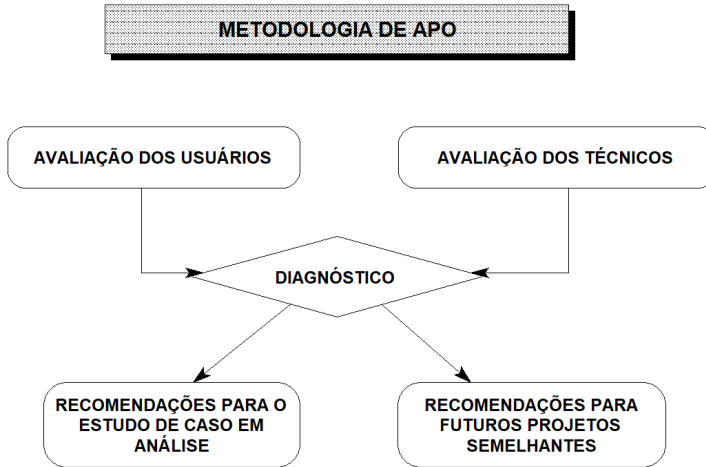 METODOLOGIA DE APO
AVALIAÇÃO DOS USUÁRIOS
AVALIAÇÃO DOS TÉCNICOS
DIAGNÓSTICO
RECOMENDAÇÕES PARA O
ESTUDO DE CASO EM
ANÁLISE
RECOMENDAÇÕES PARA
FUTUROS PROJETOS
SEMELHANTES